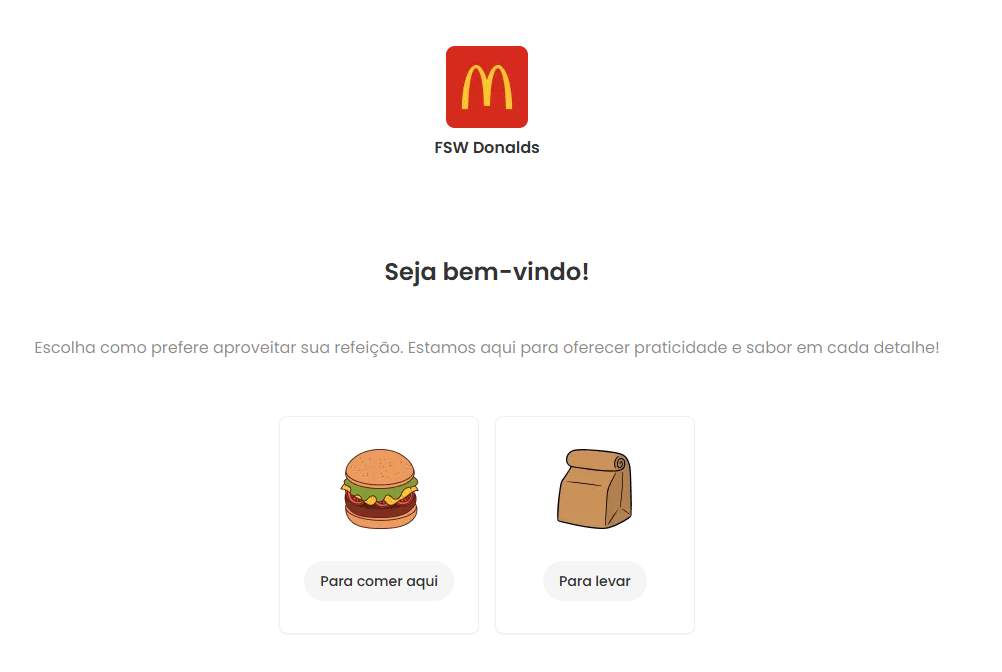 FSW Donalds
Seja bem-vindo!
Escolha como prefere aproveitar sua refeição. Estamos aqui para oferecer praticidade e sabor em cada detalhe!
Para comer aqui
Para levar